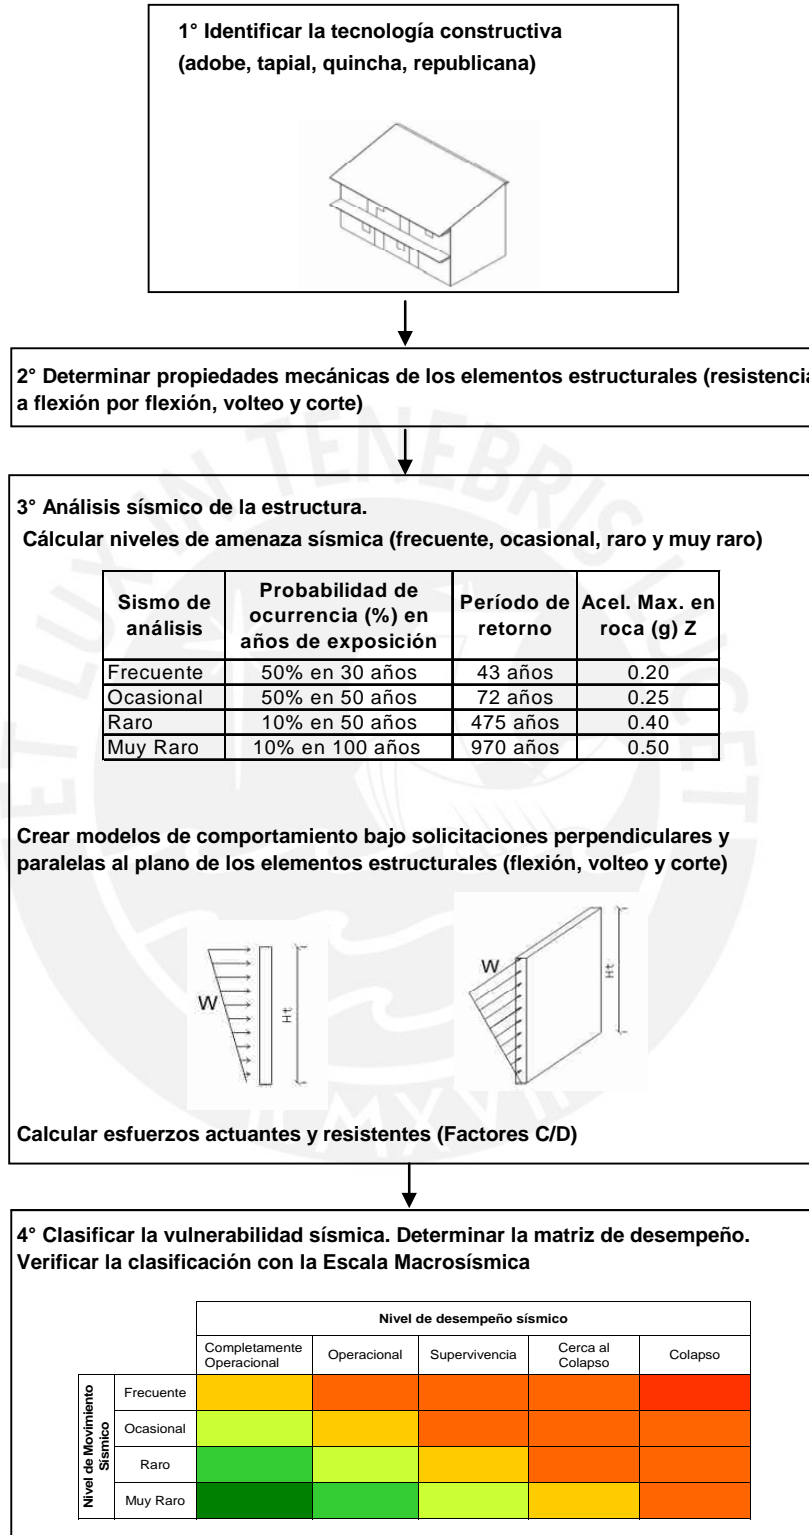 1° Identificar la tecnología constructiva
(adobe, tapial, quincha, republicana)
2° Determinar propiedades mecánicas de los elementos estructurales (resistencia
a flexión por flexión, volteo y corte)
3° Análisis sísmico de la estructura.
Cálcular niveles de amenaza sísmica (frecuente, ocasional, raro y muy raro)
Sismo de análisis | Probabilidad de ocurrencia (%) en años de exposición | Período de retorno | Acel. Max. en roca (g) Z
Frecuente 50% en 30 años 43 años 0.20
Ocasional 50% en 50 años 72 años 0.25
Raro 10% en 50 años 475 años 0.40
Muy Raro 10% en 100 años 970 años 0.50
Crear modelos de comportamiento bajo solicitaciones perpendiculares y
paralelas al plano de los elementos estructurales (flexión, volteo y corte)
W Ht W Ht
Calcular esfuerzos actuantes y resistentes (Factores C/D)
4° Clasificar la vulnerabilidad sísmica. Determinar la matriz de desempeño.
Verificar la clasificación con la Escala Macrosísmica
Nivel de desempeño sísmico
Completamente Operacional | Operacional | Supervivencia | Cerca al Colapso | Colapso
Nivel de Movimiento Sísmico
Frecuente
Ocasional
Raro
Muy Raro
ET LUX IN TENEBRIS LUCET
MCMXVII